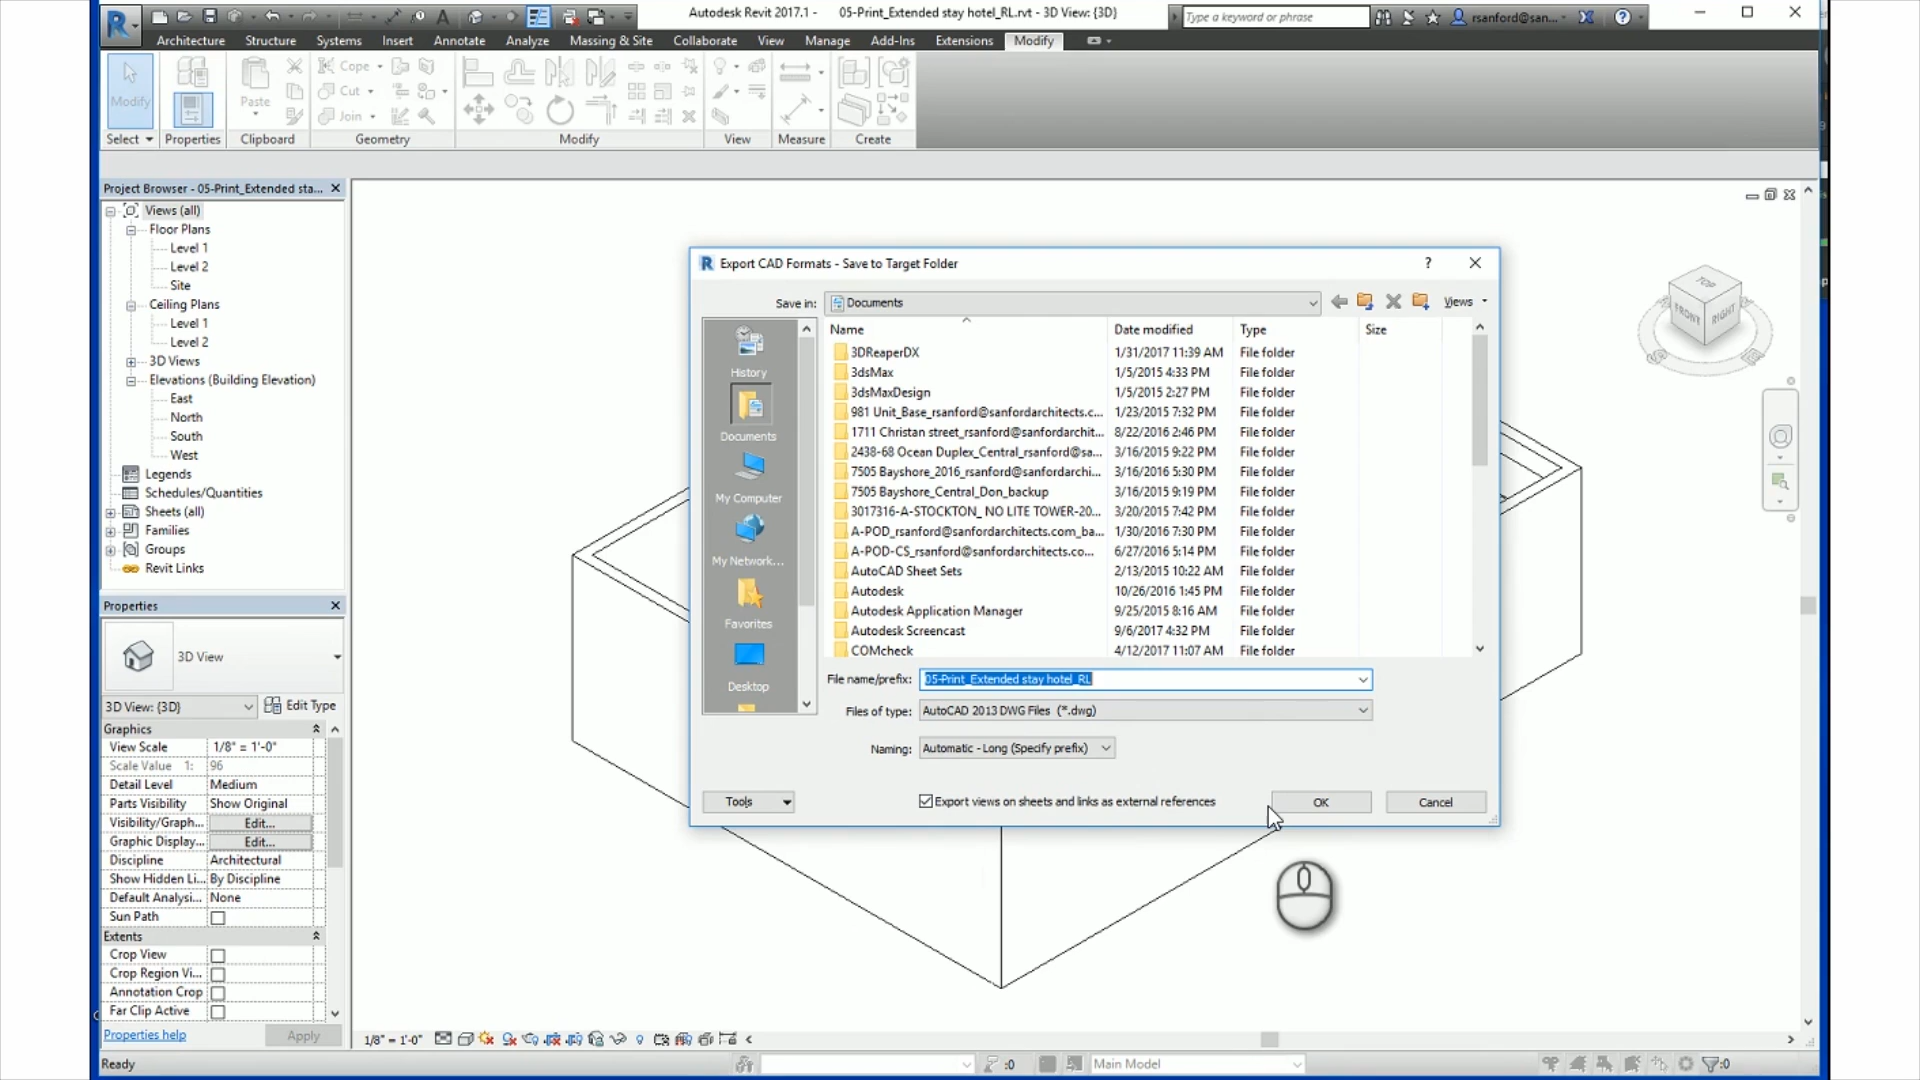 Autodesk Revit 2017.1 - 05-Print_Extended stay hotel_RL.rvt - 3D View: {3D}
Type a keyword or phrase
rsanford@san...
Architecture Structure Systems Insert Annotate Analyze Massing & Site Collaborate View Manage Add-Ins Extensions Modify
Modify
Paste
Cope
Cut
Join
Select Properties Clipboard Geometry Modify View Measure Create
Project Browser - 05-Print_Extended sta...
Views (all)
Floor Plans
Level 1
Level 2
Site
Ceiling Plans
Level 1
Level 2
3D Views
Elevations (Building Elevation)
East
North
South
West
Legends
Schedules/Quantities
Sheets (all)
Families
Groups
Revit Links
Properties
3D View
3D View: {3D} Edit Type
Graphics
View Scale 1/8" = 1'-0"
Scale Value 1: 96
Detail Level Medium
Parts Visibility Show Original
Visibility/Graph... Edit...
Graphic Display... Edit...
Discipline Architectural
Show Hidden Li... By Discipline
Default Analysi... None
Sun Path
Extents
Crop View
Crop Region Vi...
Annotation Crop
Far Clip Active
Properties help Apply
Ready
1/8" = 1'-0"
:0
Main Model
:0
TOP
FRONT
RIGHT
Export CAD Formats - Save to Target Folder
Save in: Documents Views
History
Documents
My Computer
My Network...
Favorites
Desktop
Name Date modified Type Size
3DReaperDX 1/31/2017 11:39 AM File folder
3dsMax 1/5/2015 4:33 PM File folder
3dsMaxDesign 1/5/2015 2:27 PM File folder
981 Unit_Base_rsanford@sanfordarchitects.c... 1/23/2015 7:32 PM File folder
1711 Christan street_rsanford@sanfordarchit... 8/22/2016 2:46 PM File folder
2438-68 Ocean Duplex_Central_rsanford@sa... 3/16/2015 9:22 PM File folder
7505 Bayshore_2016_rsanford@sanfordarchi... 3/16/2016 5:30 PM File folder
7505 Bayshore_Central_Don_backup 3/16/2015 9:19 PM File folder
3017316-A-STOCKTON_ NO LITE TOWER-20... 3/20/2015 7:42 PM File folder
A-POD_rsanford@sanfordarchitects.com_ba... 1/30/2016 7:30 PM File folder
A-POD-CS_rsanford@sanfordarchitects.co... 6/27/2016 5:14 PM File folder
AutoCAD Sheet Sets 2/13/2015 10:22 AM File folder
Autodesk 10/26/2016 1:45 PM File folder
Autodesk Application Manager 9/25/2015 8:16 AM File folder
Autodesk Screencast 9/6/2017 4:32 PM File folder
COMcheck 4/12/2017 11:07 AM File folder
File name/prefix: 05-Print_Extended stay hotel_RL
Files of type: AutoCAD 2013 DWG Files (*.dwg)
Naming: Automatic - Long (Specify prefix)
Tools
Export views on sheets and links as external references
OK
Cancel